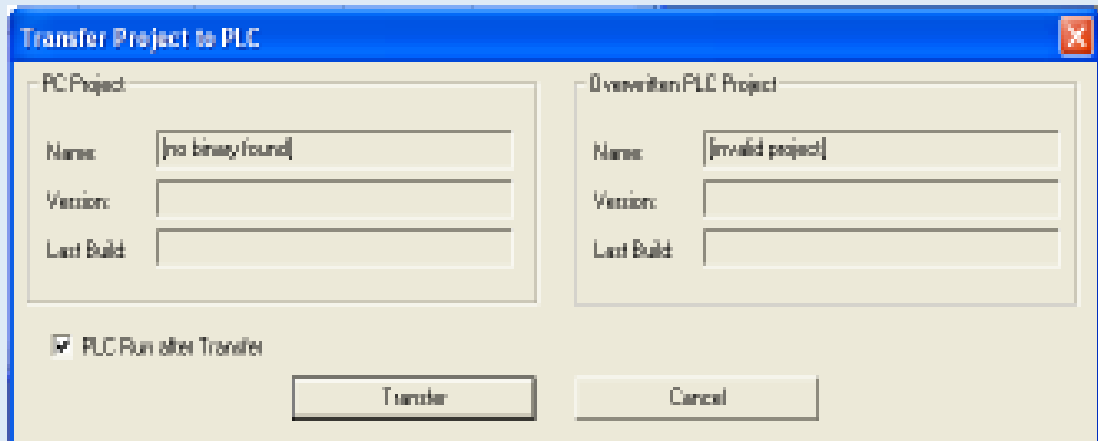 Transfer Project to PLC
PC Project
Overwritten PLC Project
Name:
[no binary found]
Name:
[invalid project]
Version:
Version:
Last Build:
Last Build:
PLC Run after Transfer
Transfer
Cancel